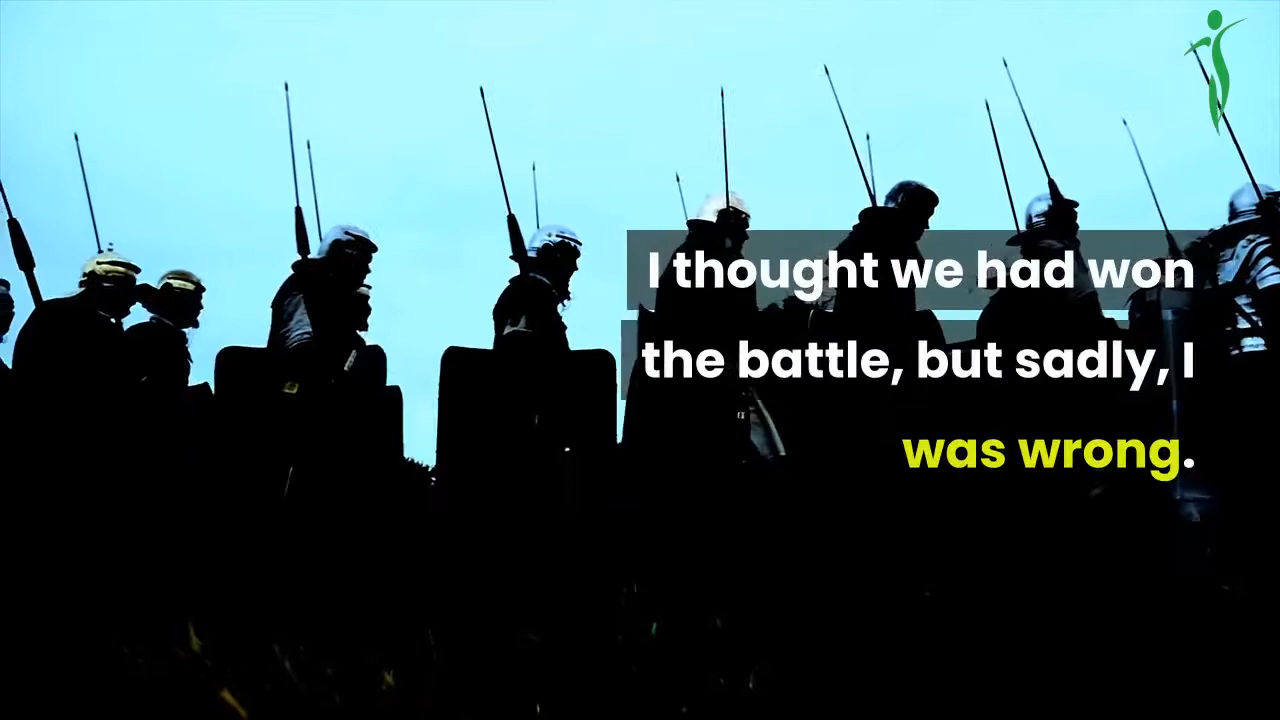 I thought we had won
the battle, but sadly, I
was wrong.